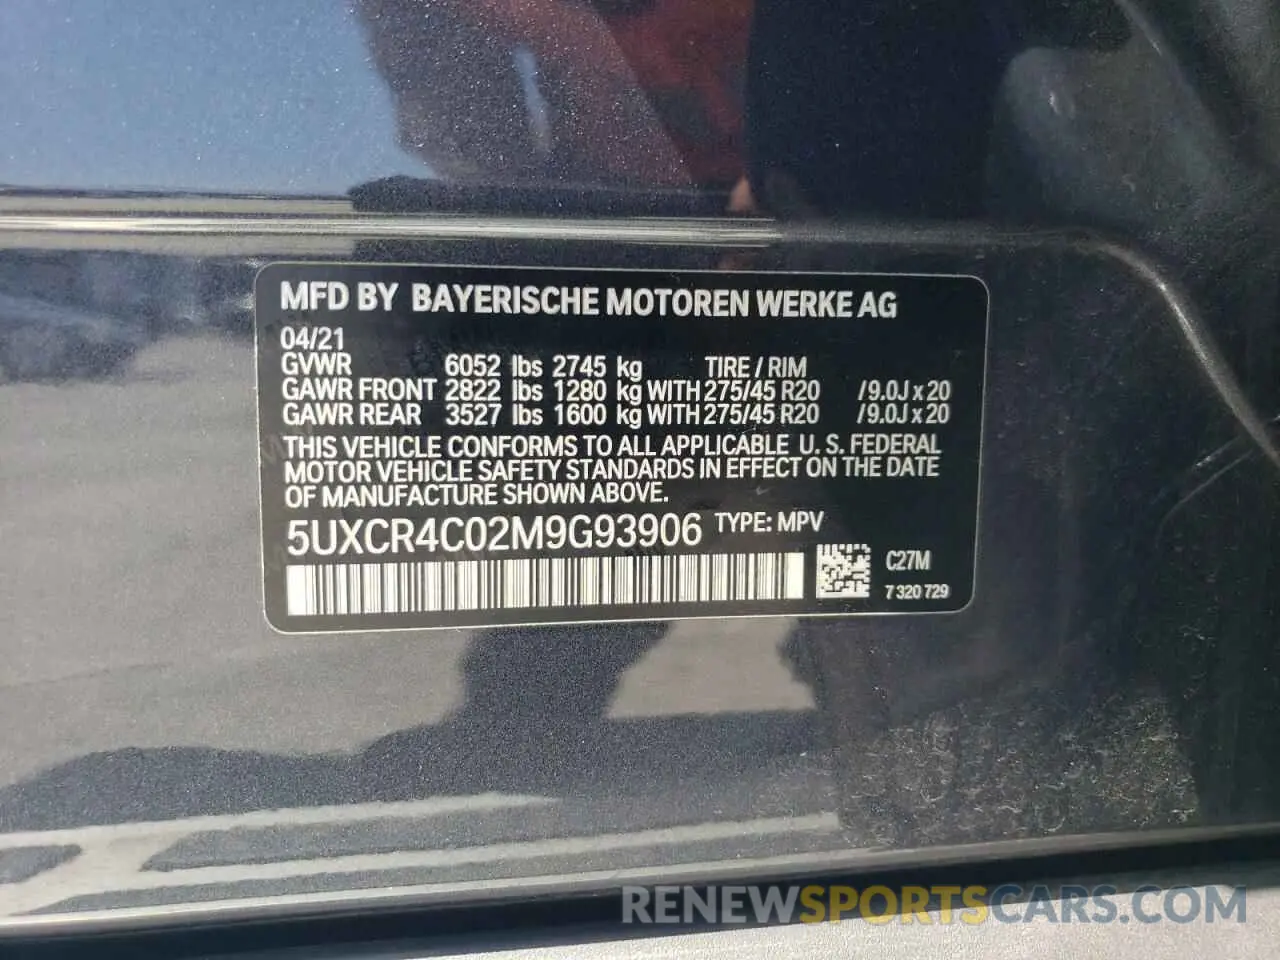 MFD BY BAYERISCHE MOTOREN WERKE AG
04/21
GVWR 6052 lbs 2745 kg TIRE / RIM
GAWR FRONT 2822 lbs 1280 kg WITH 275/45 R20 /9.0J x 20
GAWR REAR 3527 lbs 1600 kg WITH 275/45 R20 /9.0J x 20
THIS VEHICLE CONFORMS TO ALL APPLICABLE U. S. FEDERAL
MOTOR VEHICLE SAFETY STANDARDS IN EFFECT ON THE DATE
OF MANUFACTURE SHOWN ABOVE.
5UXCR4C02M9G93906 TYPE: MPV
C27M
7 320 729
RENEWSPORTSCARS.COM